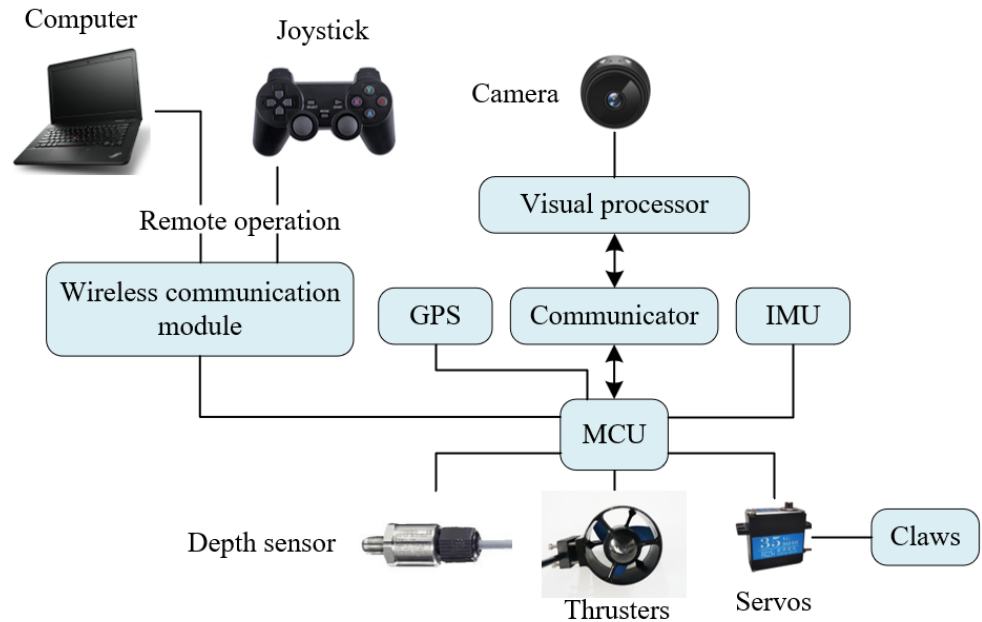 Computer
Joystick
Camera
Visual processor
Remote operation
Wireless communication
module
GPS
Communicator
IMU
MCU
Depth sensor
Thrusters
Servos
35
Claws